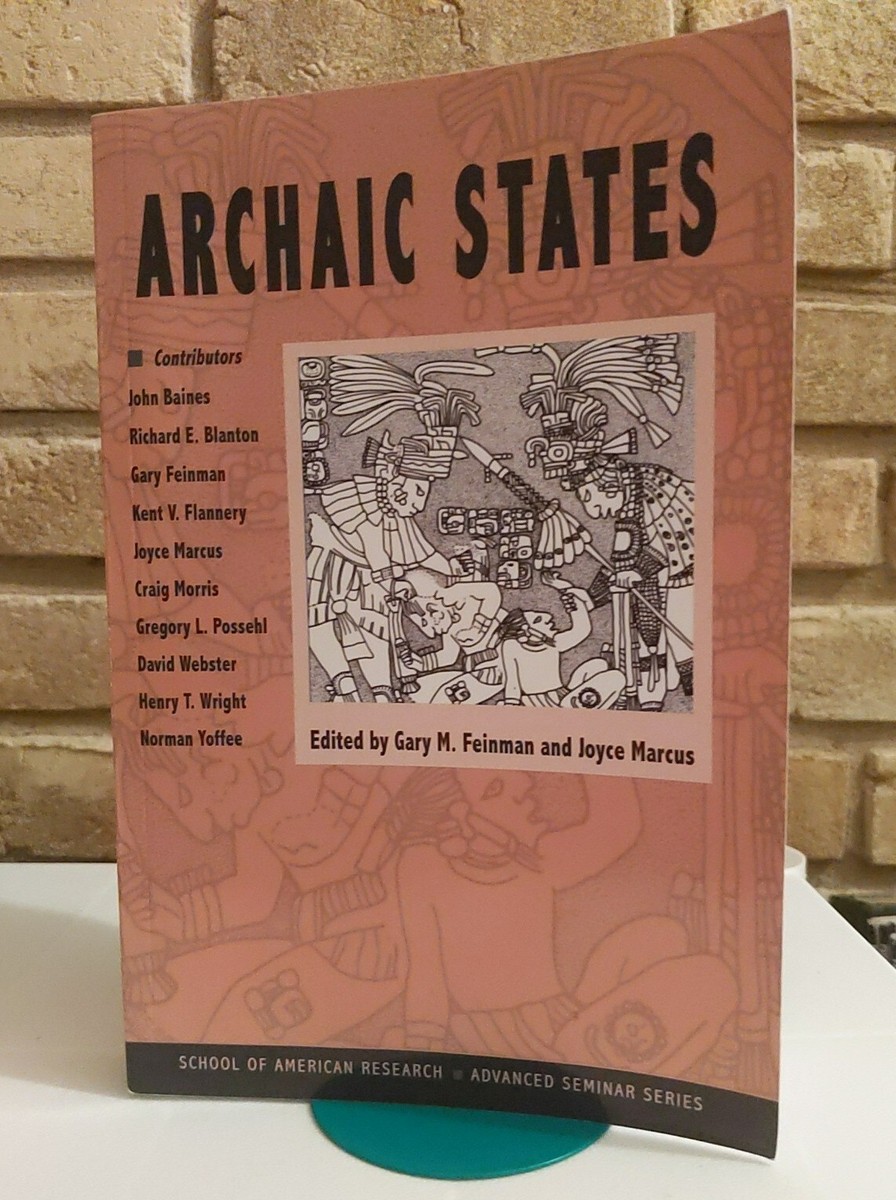 ARCHAIC STATES
■ Contributors
John Baines
Richard E. Blanton
Gary Feinman
Kent V. Flannery
Joyce Marcus
Craig Morris
Gregory L. Possehl
David Webster
Henry T. Wright
Norman Yoffee
Edited by Gary M. Feinman and Joyce Marcus
SCHOOL OF AMERICAN RESEARCH ■ ADVANCED SEMINAR SERIES